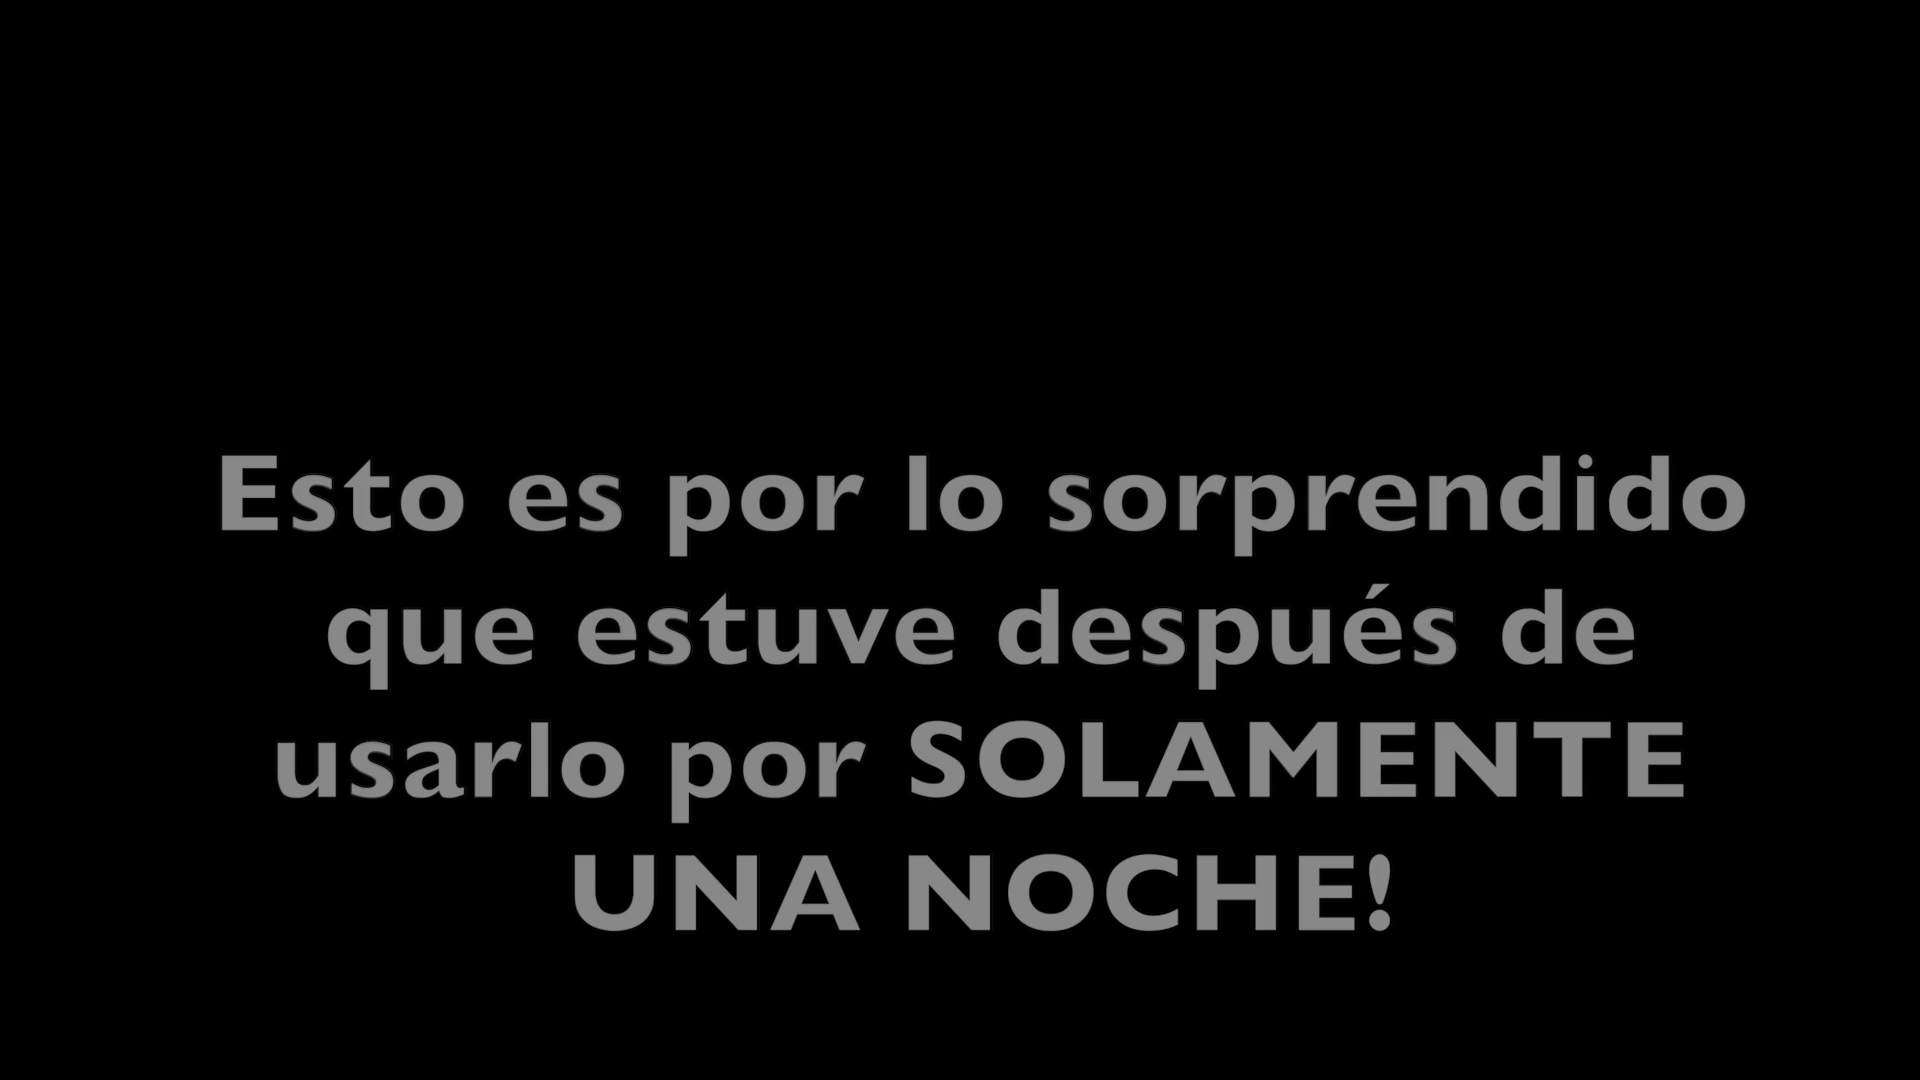 Esto es por lo sorprendido
que estuve después de
usarlo por SOLAMENTE
UNA NOCHE!